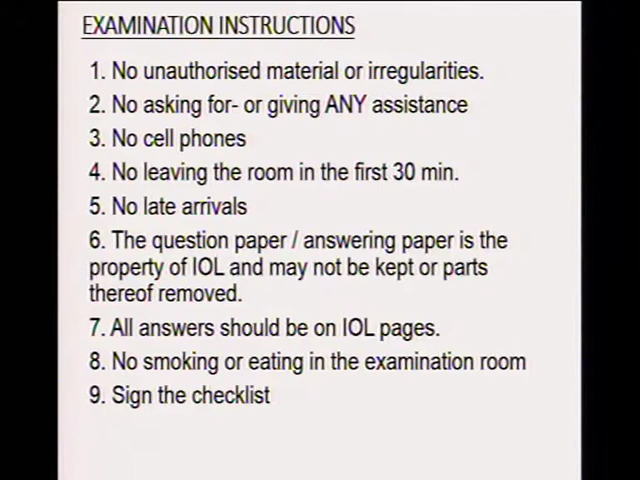 EXAMINATION INSTRUCTIONS
1. No unauthorised material or irregularities.
2. No asking for- or giving ANY assistance
3. No cell phones
4. No leaving the room in the first 30 min.
5. No late arrivals
6. The question paper / answering paper is the
property of IOL and may not be kept or parts
thereof removed.
7. All answers should be on IOL pages.
8. No smoking or eating in the examination room
9. Sign the checklist